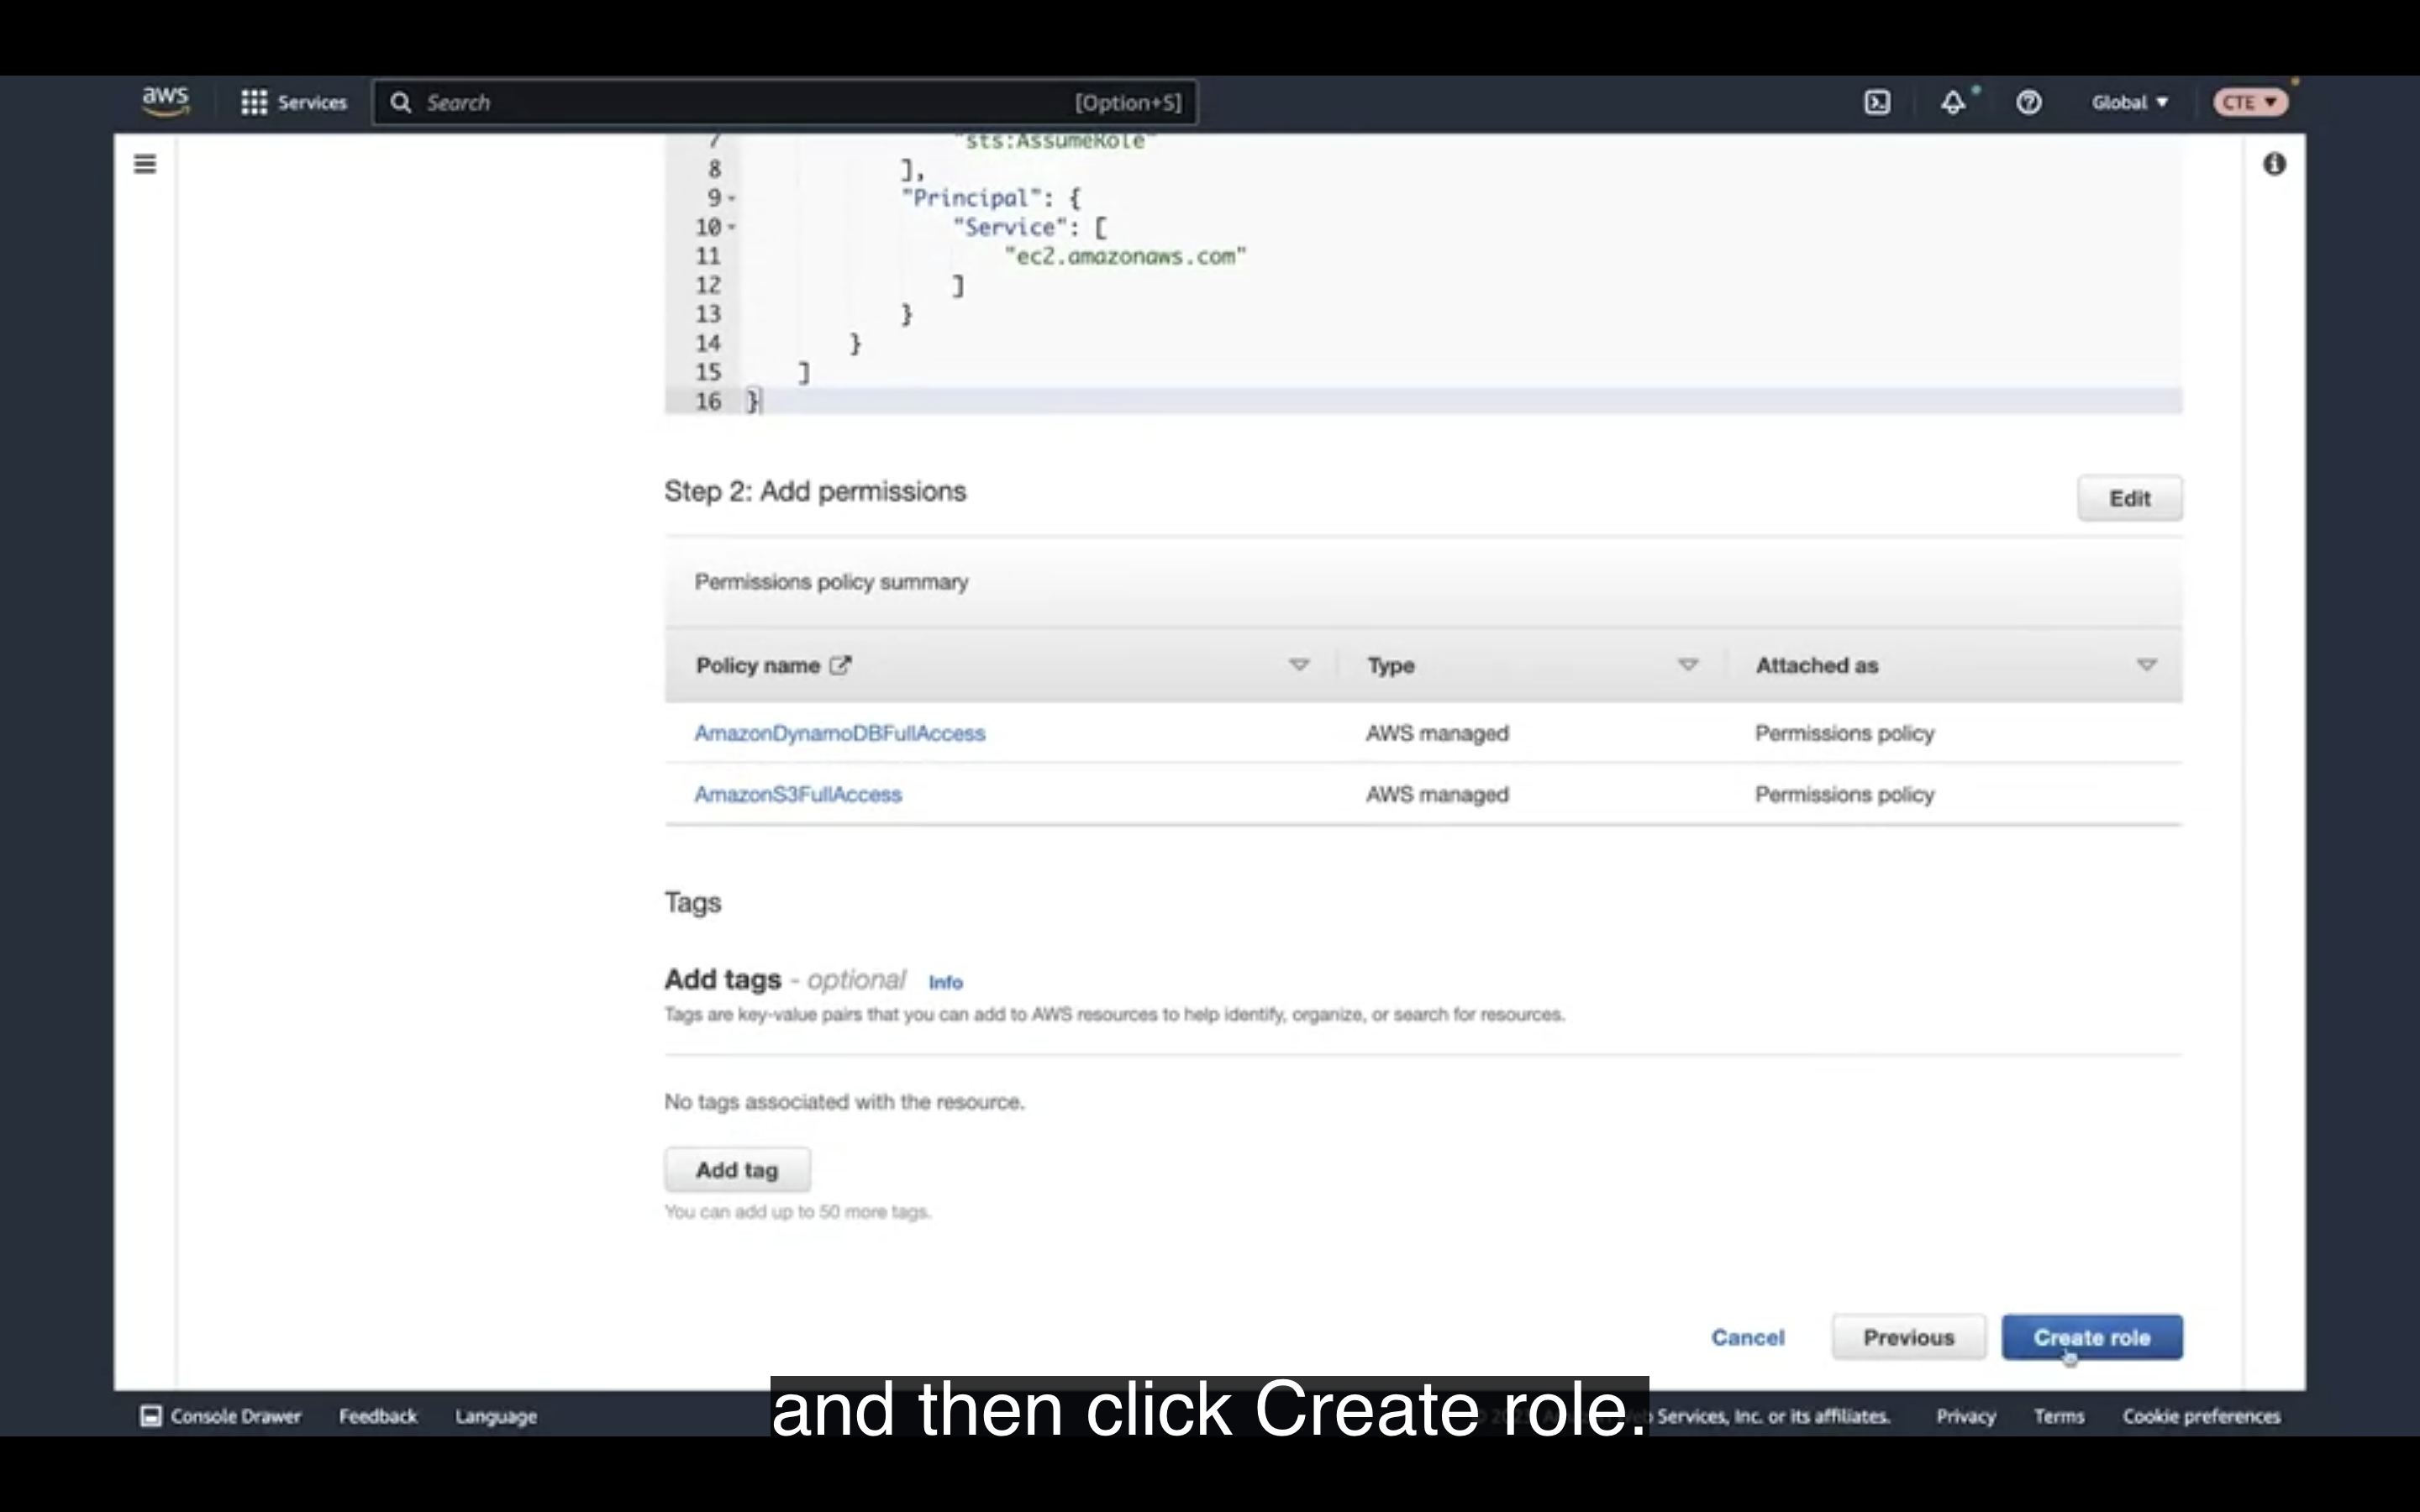 aws
Services
Search
[Option+S]
Global
CTE
7 "sts:AssumeRole"
8 ],
9 "Principal": {
10 "Service": [
11 "ec2.amazonaws.com"
12 ]
13 }
14 }
15 ]
16 }
Step 2: Add permissions
Edit
Permissions policy summary
Policy name Type Attached as
AmazonDynamoDBFullAccess AWS managed Permissions policy
AmazonS3FullAccess AWS managed Permissions policy
Tags
Add tags - optional Info
Tags are key-value pairs that you can add to AWS resources to help identify, organize, or search for resources.
No tags associated with the resource.
Add tag
You can add up to 50 more tags.
Cancel Previous Create role
and then click Create role.
Console Drawer Feedback Language Services, Inc. or its affiliates. Privacy Terms Cookie preferences